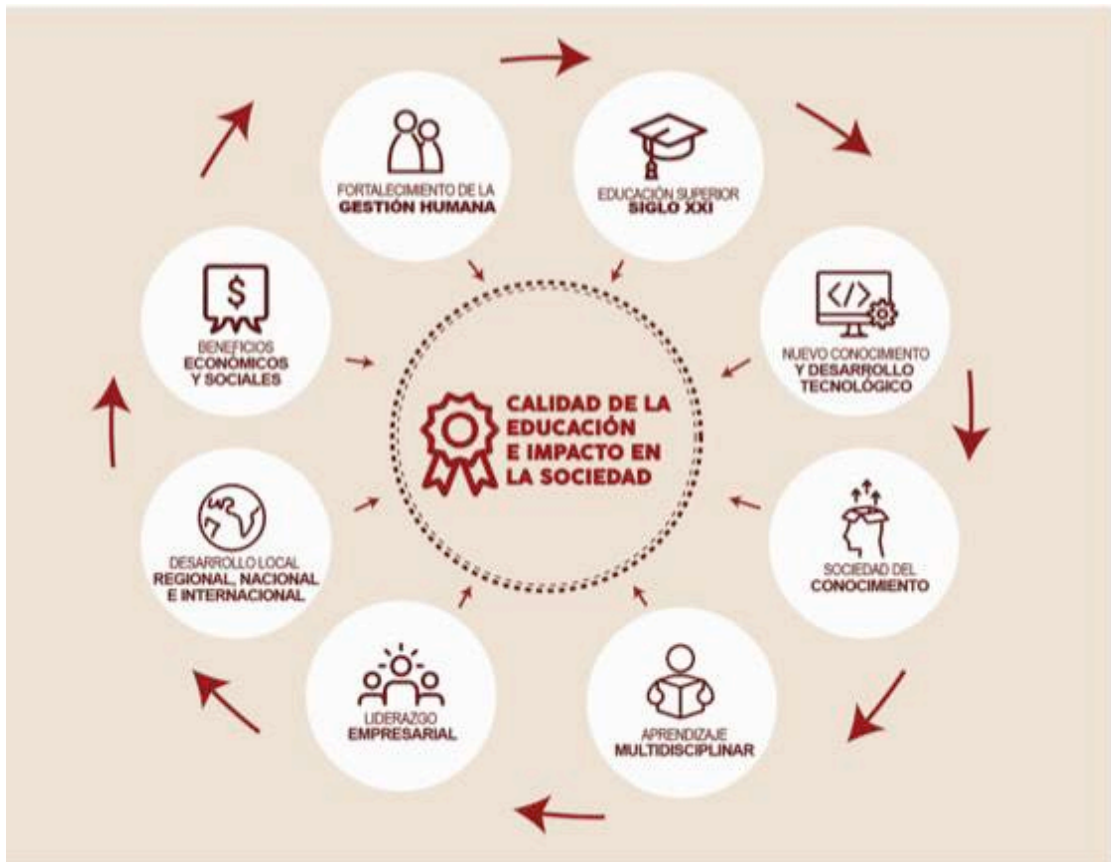 FORTALECIMIENTO DE LA
GESTIÓN HUMANA
EDUCACIÓN SUPERIOR
SIGLO XXI
NUEVO CONOCIMIENTO
Y DESARROLLO
TECNOLÓGICO
SOCIEDAD DEL
CONOCIMIENTO
APRENDIZAJE
MULTIDISCIPLINAR
LIDERAZGO
EMPRESARIAL
DESARROLLO LOCAL
REGIONAL, NACIONAL
E INTERNACIONAL
BENEFICIOS
ECONÓMICOS
Y SOCIALES
$
</>
CALIDAD DE LA
EDUCACIÓN
E IMPACTO EN
LA SOCIEDAD